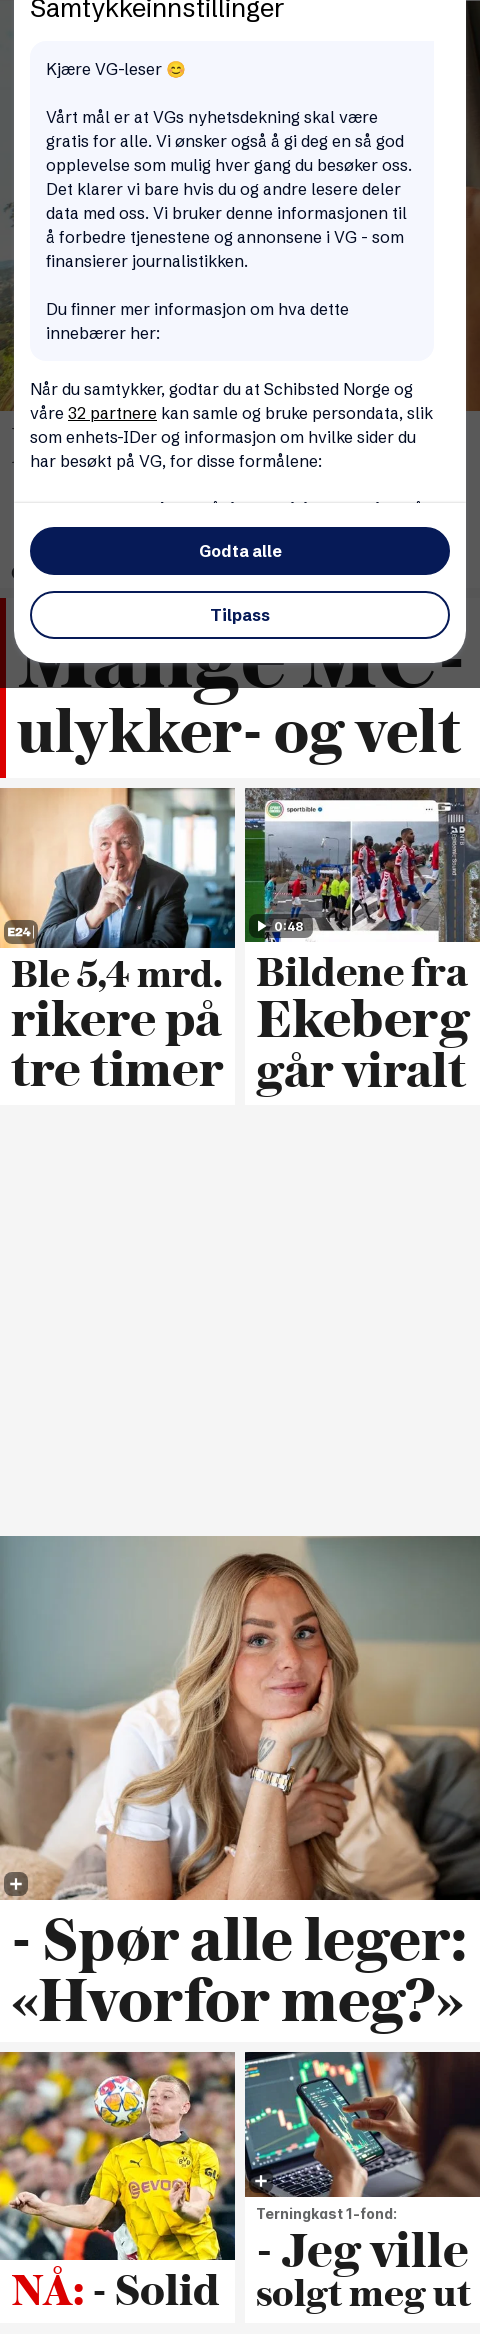 Samtykkeinnstillinger
Kjære VG-leser 😊
Vårt mål er at VGs nyhetsdekning skal være
gratis for alle. Vi ønsker også å gi deg en så god
opplevelse som mulig hver gang du besøker oss.
Det klarer vi bare hvis du og andre lesere deler
data med oss. Vi bruker denne informasjonen til
å forbedre tjenestene og annonsene i VG - som
finansierer journalistikken.
Du finner mer informasjon om hva dette
innebærer her:
Når du samtykker, godtar du at Schibsted Norge og
våre 32 partnere kan samle og bruke persondata, slik
som enhets-IDer og informasjon om hvilke sider du
har besøkt på VG, for disse formålene:
Godta alle
Tilpass
Mange MC-
ulykker- og velt
E24
Ble 5,4 mrd.
rikere på
tre timer
sportbible
0:48
Bildene fra
Ekeberg
går viralt
- Spør alle leger:
«Hvorfor meg?»
NÅ: - Solid
Terningkast 1-fond:
- Jeg ville
solgt meg ut